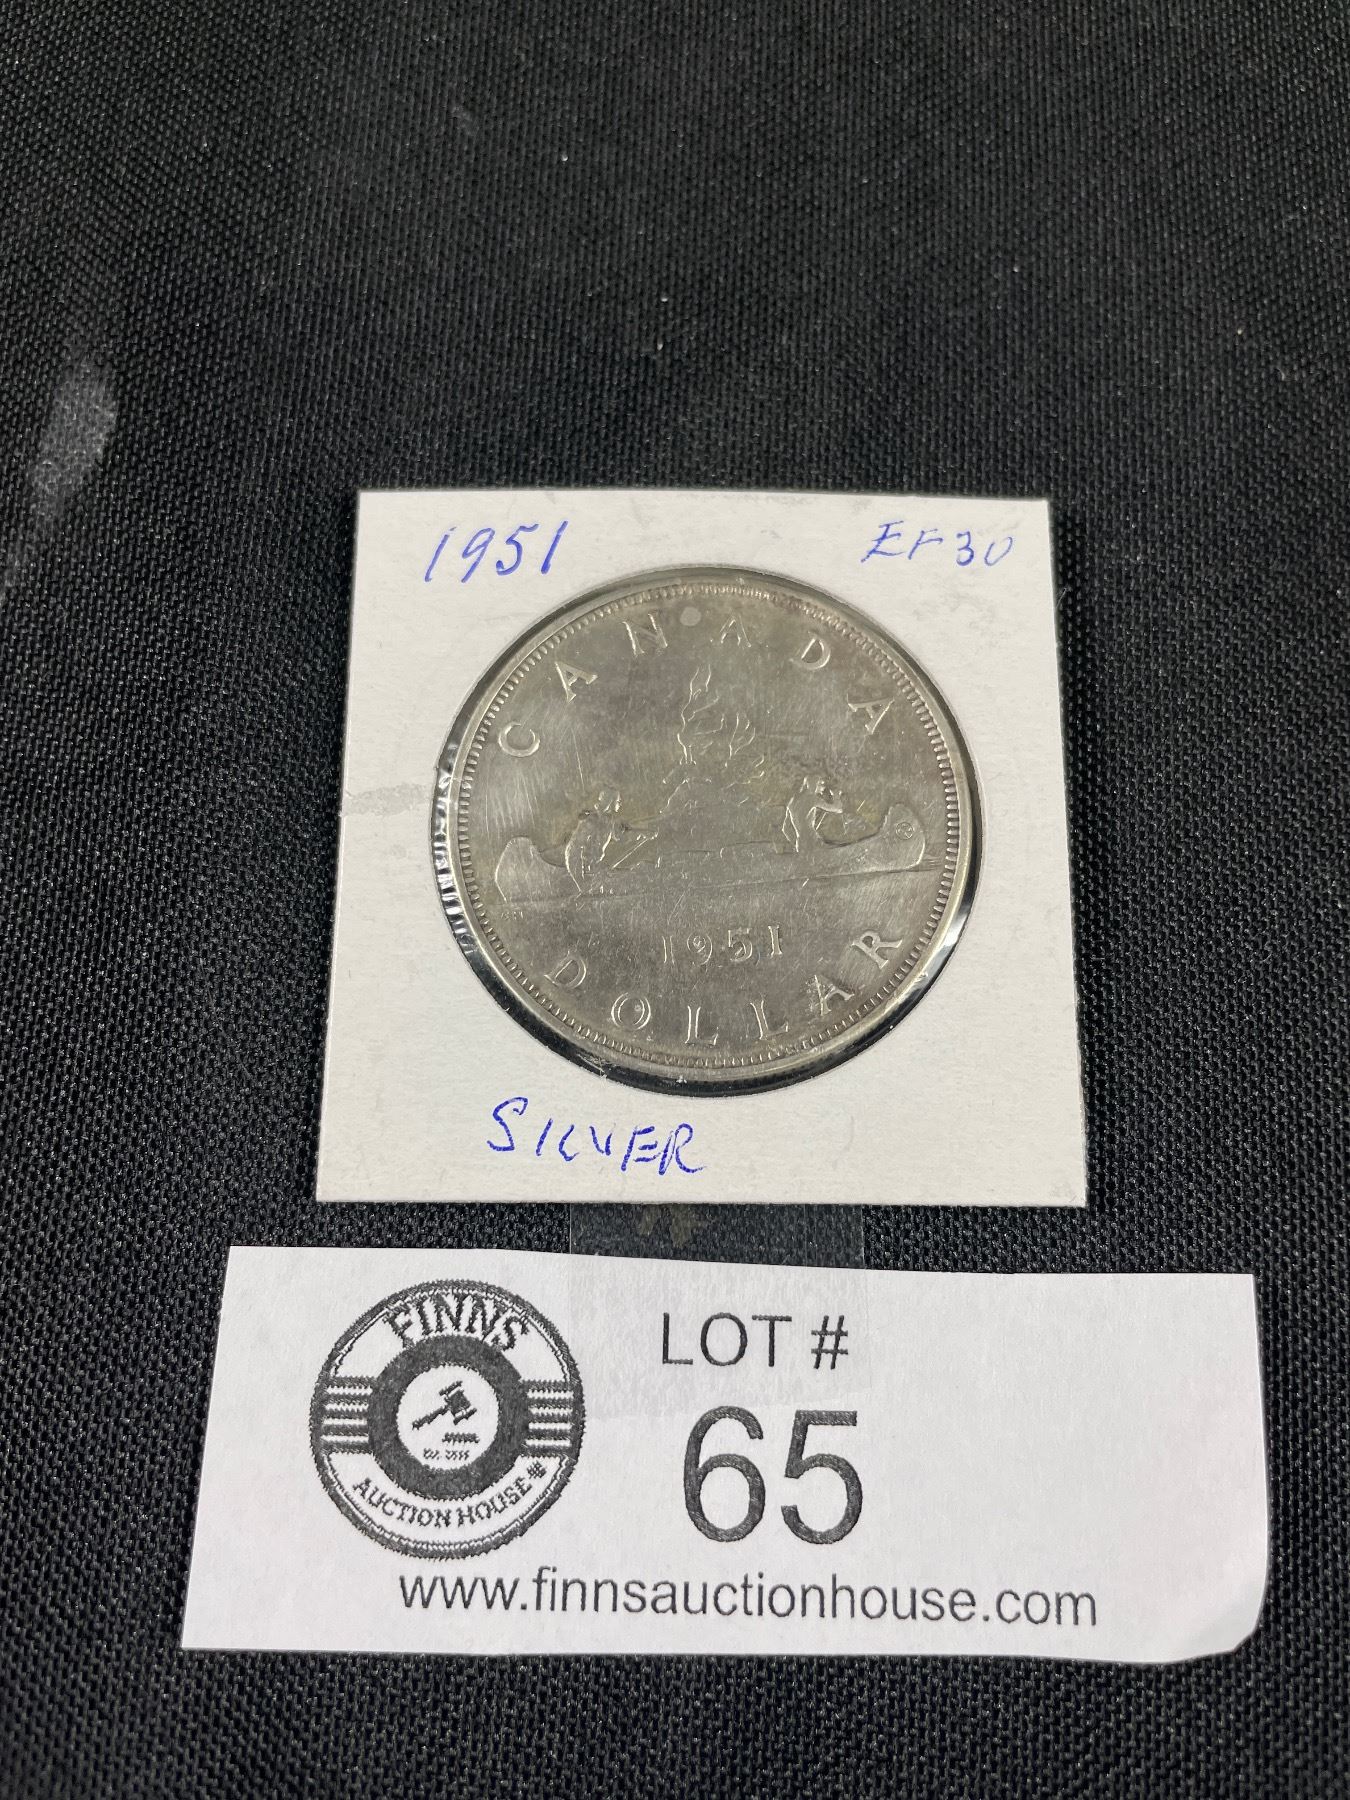 1951 EF30
CANADA
1951
DOLLAR
SILVER
FINNS
AUCTION HOUSE
LOT #
65
www.finnsauctionhouse.com